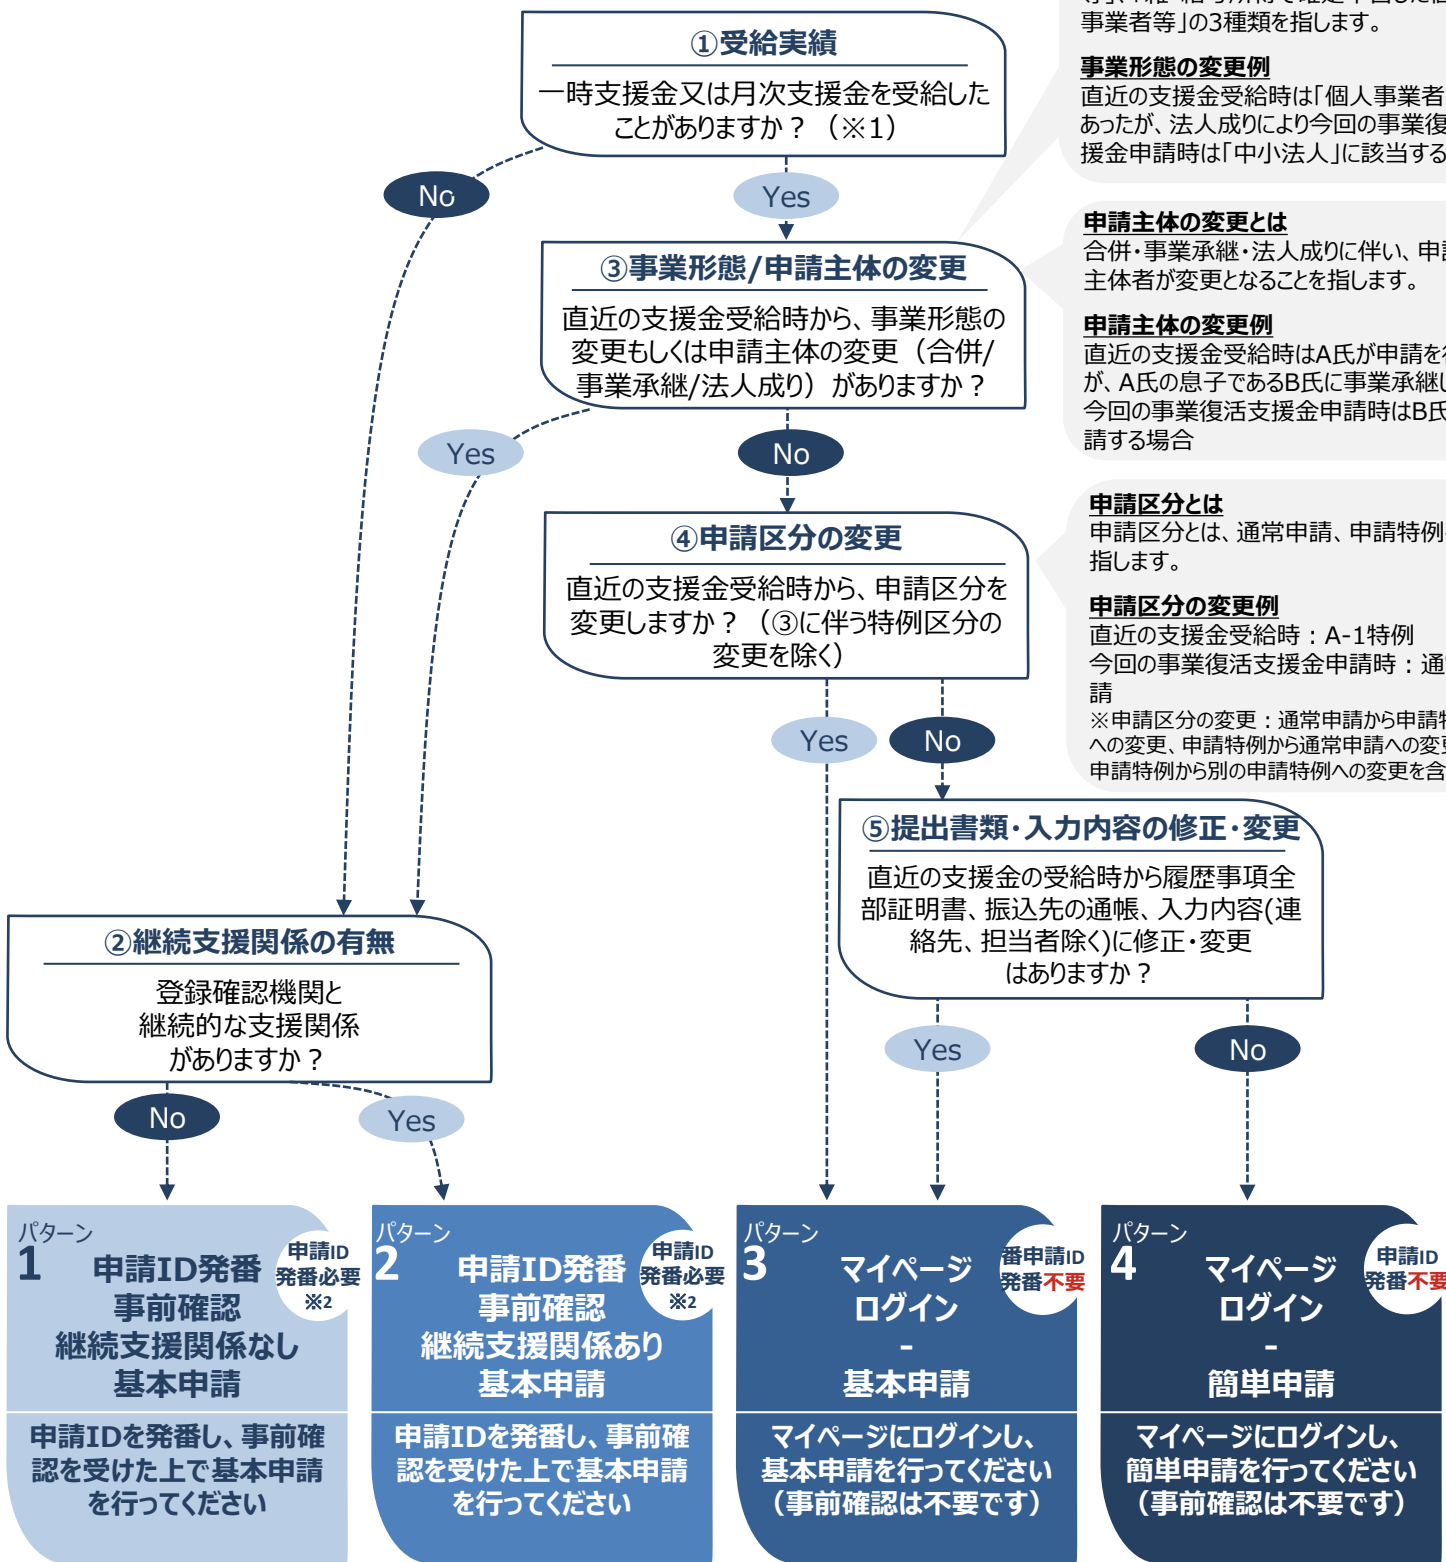 事業者等」の3種類を指します。
事業形態の変更例
直近の支援金受給時は「個人事業者
あったが、法人成りにより今回の事業復
援金申請時は「中小法人」に該当する
①受給実績
一時支援金又は月次支援金を受給した
ことがありますか？（※1）
No
Yes
申請主体の変更とは
合併・事業承継・法人成りに伴い、申
主体者が変更となることを指します。
申請主体の変更例
直近の支援金受給時はA氏が申請を
が、A氏の息子であるB氏に事業承継し
今回の事業復活支援金申請時はB氏
請する場合
③事業形態/申請主体の変更
直近の支援金受給時から、事業形態の
変更もしくは申請主体の変更（合併/
事業承継/法人成り）がありますか？
Yes
No
申請区分とは
申請区分とは、通常申請、申請特例
指します。
申請区分の変更例
直近の支援金受給時：A-1特例
今回の事業復活支援金申請時：通
請
※申請区分の変更：通常申請から申請
への変更、申請特例から通常申請への変
申請特例から別の申請特例への変更を含
④申請区分の変更
直近の支援金受給時から、申請区分を
変更しますか？（③に伴う特例区分の
変更を除く）
Yes
No
⑤提出書類・入力内容の修正・変更
直近の支援金の受給時から履歴事項全
部証明書、振込先の通帳、入力内容(連
絡先、担当者除く)に修正・変更
はありますか？
②継続支援関係の有無
登録確認機関と
継続的な支援関係
がありますか？
Yes
No
No
Yes
パターン
1
申請ID発番
事前確認
継続支援関係なし
基本申請
申請ID
発番必要
※2
申請IDを発番し、事前確
認を受けた上で基本申請
を行ってください
パターン
2
申請ID発番
事前確認
継続支援関係あり
基本申請
申請ID
発番必要
※2
申請IDを発番し、事前確
認を受けた上で基本申請
を行ってください
パターン
3
マイページ
ログイン
-
基本申請
番申請ID
発番不要
マイページにログインし、
基本申請を行ってください
（事前確認は不要です）
パターン
4
マイページ
ログイン
-
簡単申請
申請ID
発番不要
マイページにログインし、
簡単申請を行ってください
（事前確認は不要です）